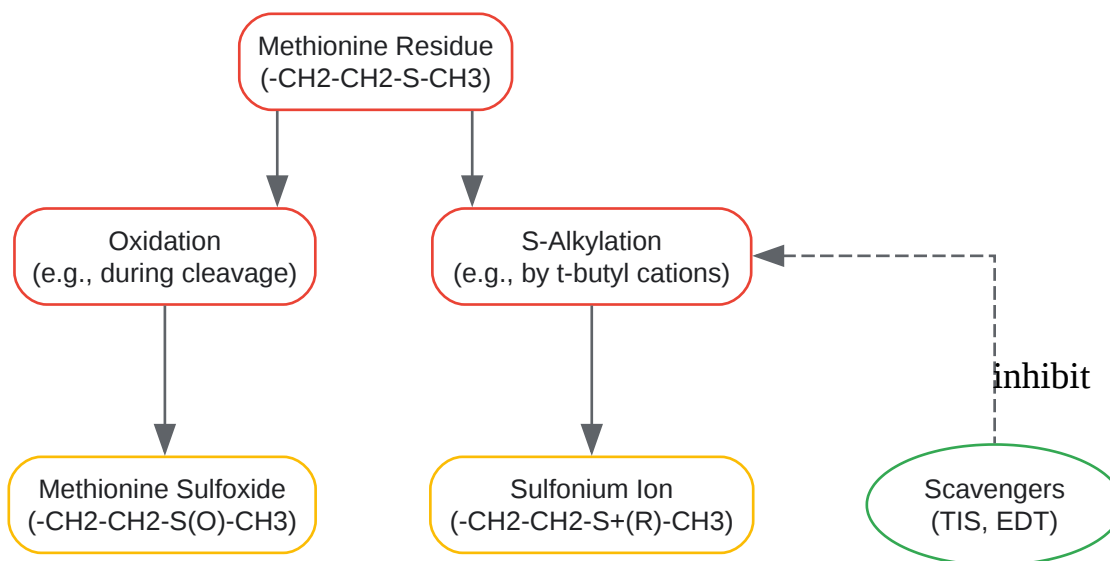 Methionine Residue
(-CH2-CH2-S-CH3)
Oxidation
(e.g., during cleavage)
S-Alkylation
(e.g., by t-butyl cations)
inhibit
Methionine Sulfoxide
(-CH2-CH2-S(O)-CH3)
Sulfonium Ion
(-CH2-CH2-S+(R)-CH3)
Scavengers
(TIS, EDT)